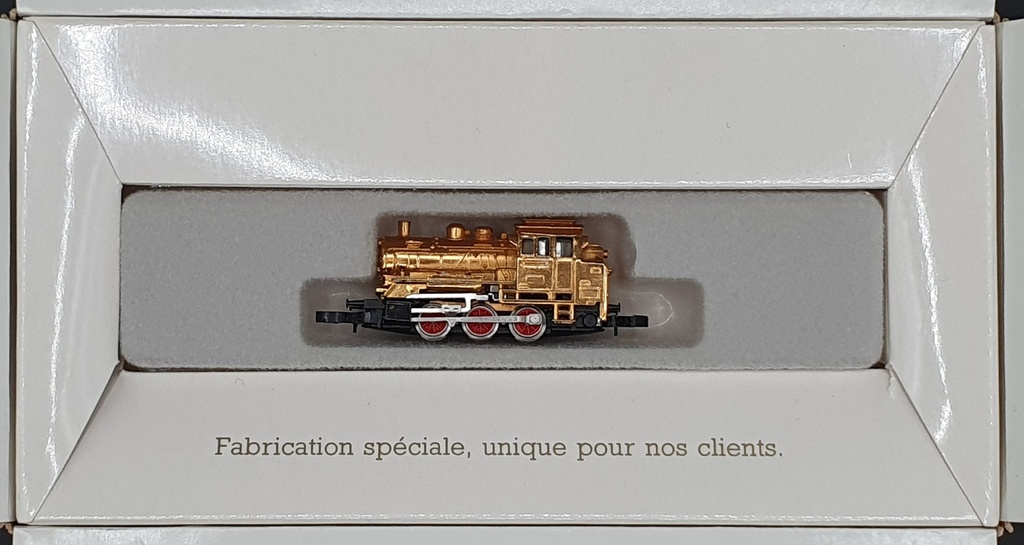 Fabrication spéciale, unique pour nos clients.